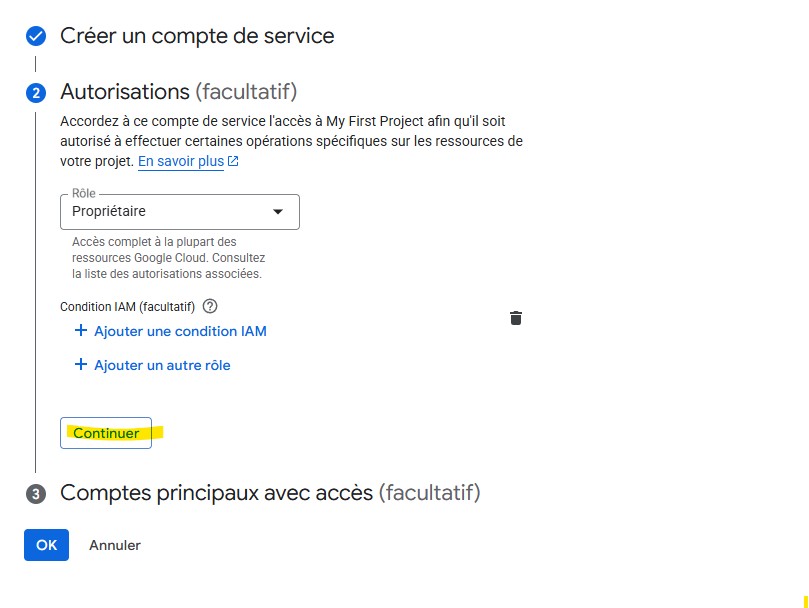 Créer un compte de service
2 Autorisations (facultatif)
Accordez à ce compte de service l'accès à My First Project afin qu'il soit
autorisé à effectuer certaines opérations spécifiques sur les ressources de
votre projet. En savoir plus
Rôle
Propriétaire
Accès complet à la plupart des
ressources Google Cloud. Consultez
la liste des autorisations associées.
Condition IAM (facultatif) ?
+ Ajouter une condition IAM
+ Ajouter un autre rôle
Continuer
3 Comptes principaux avec accès (facultatif)
OK Annuler